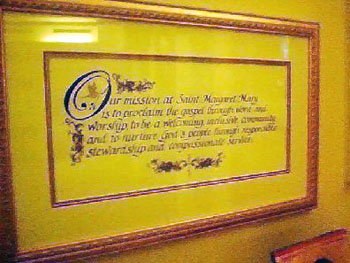 Our mission at Saint Margaret Mary
is to proclaim the gospel through word and
worship, to be a welcoming, inclusive community,
and to nurture God's people through responsible
stewardship and compassionate service.